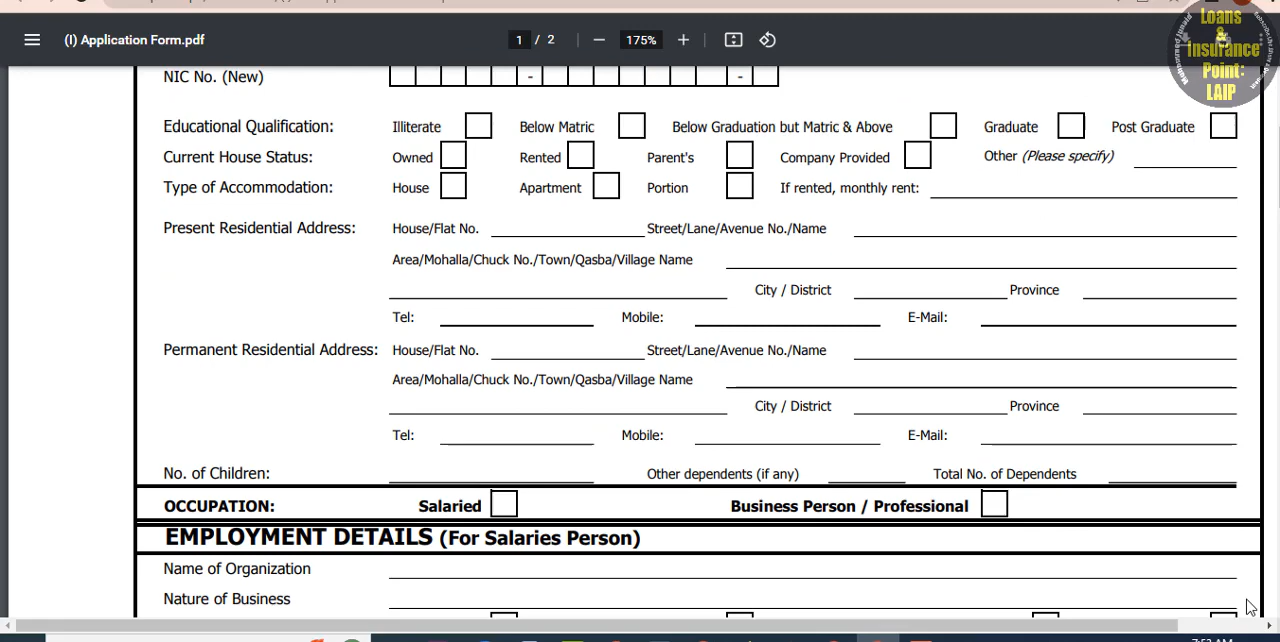 (I) Application Form.pdf
1 / 2
175%
Loans
&
Insurance
Point:
LAIP
NIC No. (New)
- -
Educational Qualification: Illiterate Below Matric Below Graduation but Matric & Above Graduate Post Graduate
Current House Status: Owned Rented Parent's Company Provided Other (Please specify)
Type of Accommodation: House Apartment Portion If rented, monthly rent:
Present Residential Address: House/Flat No. Street/Lane/Avenue No./Name
Area/Mohalla/Chuck No./Town/Qasba/Village Name
City / District Province
Tel: Mobile: E-Mail:
Permanent Residential Address: House/Flat No. Street/Lane/Avenue No./Name
Area/Mohalla/Chuck No./Town/Qasba/Village Name
City / District Province
Tel: Mobile: E-Mail:
No. of Children: Other dependents (if any) Total No. of Dependents
OCCUPATION: Salaried Business Person / Professional
EMPLOYMENT DETAILS (For Salaries Person)
Name of Organization
Nature of Business